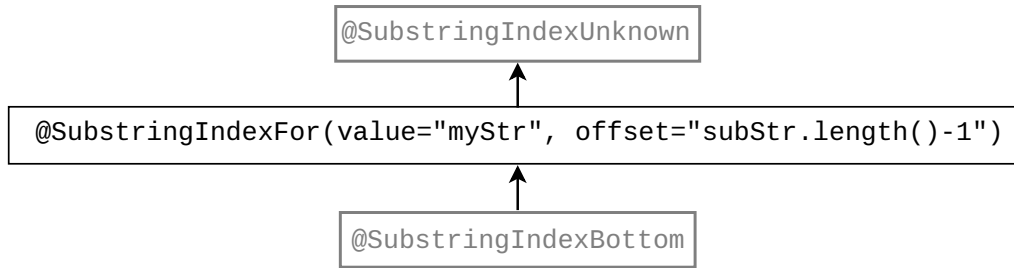 @SubstringIndexUnknown
@SubstringIndexFor(value="myStr", offset="subStr.length()-1")
@SubstringIndexBottom